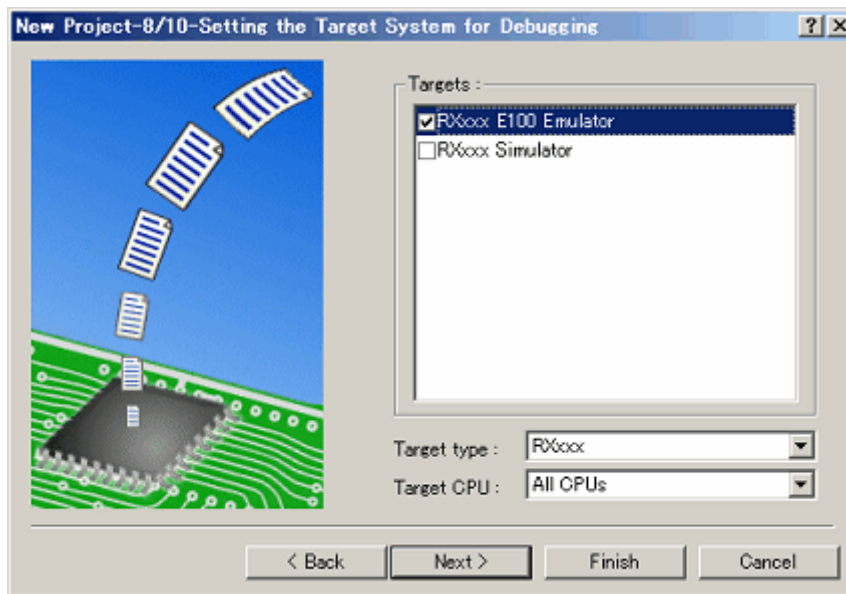 New Project-8/10-Setting the Target System for Debugging
Targets :
RXxxx E100 Emulator
RXxxx Simulator
Target type : RXxxx
Target CPU : All CPUs
< Back Next > Finish Cancel